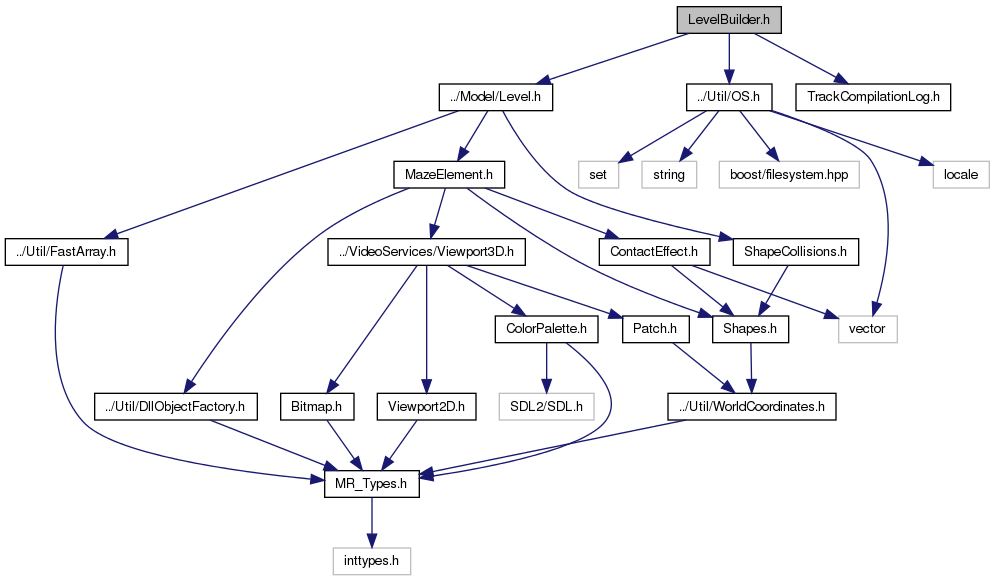 LevelBuilder.h
../Model/Level.h
../Util/OS.h
TrackCompilationLog.h
MazeElement.h
set
string
boost/filesystem.hpp
locale
../Util/FastArray.h
../VideoServices/Viewport3D.h
ContactEffect.h
ShapeCollisions.h
ColorPalette.h
Patch.h
Shapes.h
vector
../Util/DllObjectFactory.h
Bitmap.h
Viewport2D.h
SDL2/SDL.h
../Util/WorldCoordinates.h
MR_Types.h
inttypes.h